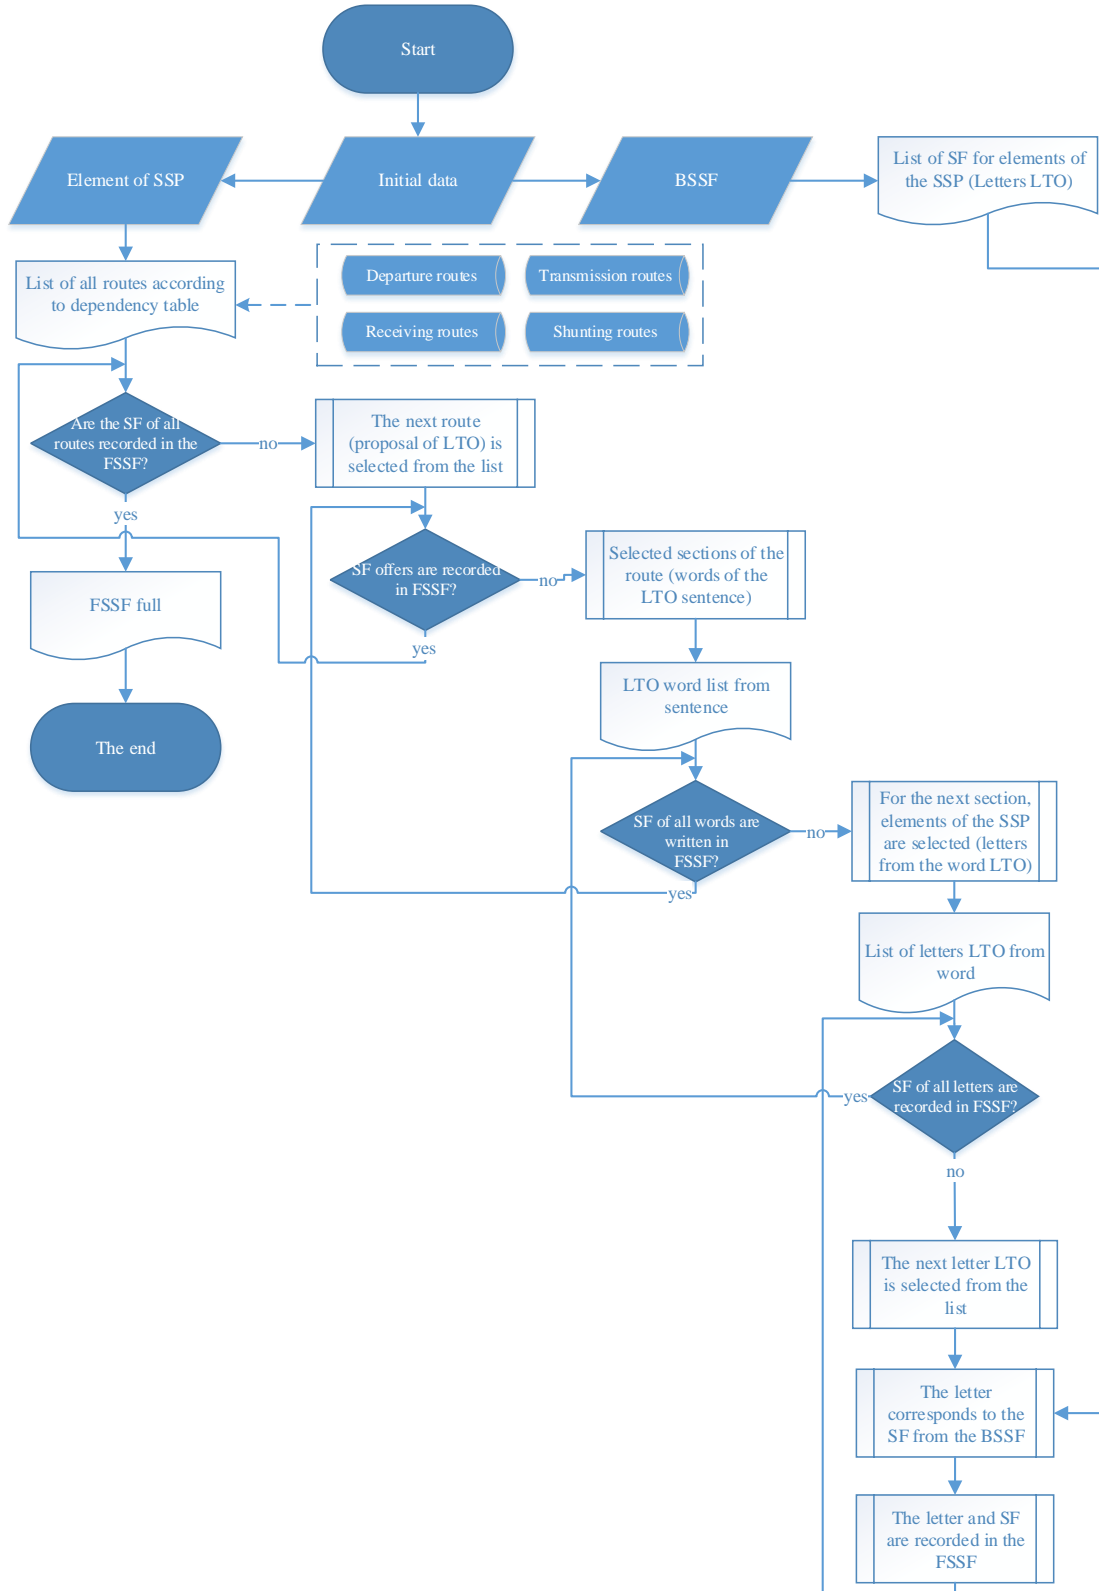 Start
Element of SSP
Initial data
BSSF
List of SF for elements of
the SSP (Letters LTO)
List of all routes according
to dependency table
Departure routes
Transmission routes
Receiving routes
Shunting routes
Are the SF of all
routes recorded in the
FSSF?
no
The next route
(proposal of LTO) is
selected from the list
yes
SF offers are recorded
in FSSF?
no
Selected sections of the
route (words of the
LTO sentence)
yes
FSSF full
LTO word list from
sentence
The end
SF of all words are
written in
FSSF?
no
For the next section,
elements of the SSP
are selected (letters
from the word LTO)
yes
List of letters LTO from
word
SF of all letters are
recorded in FSSF?
yes
no
The next letter LTO
is selected from the
list
The letter
corresponds to the
SF from the BSSF
The letter and SF
are recorded in the
FSSF